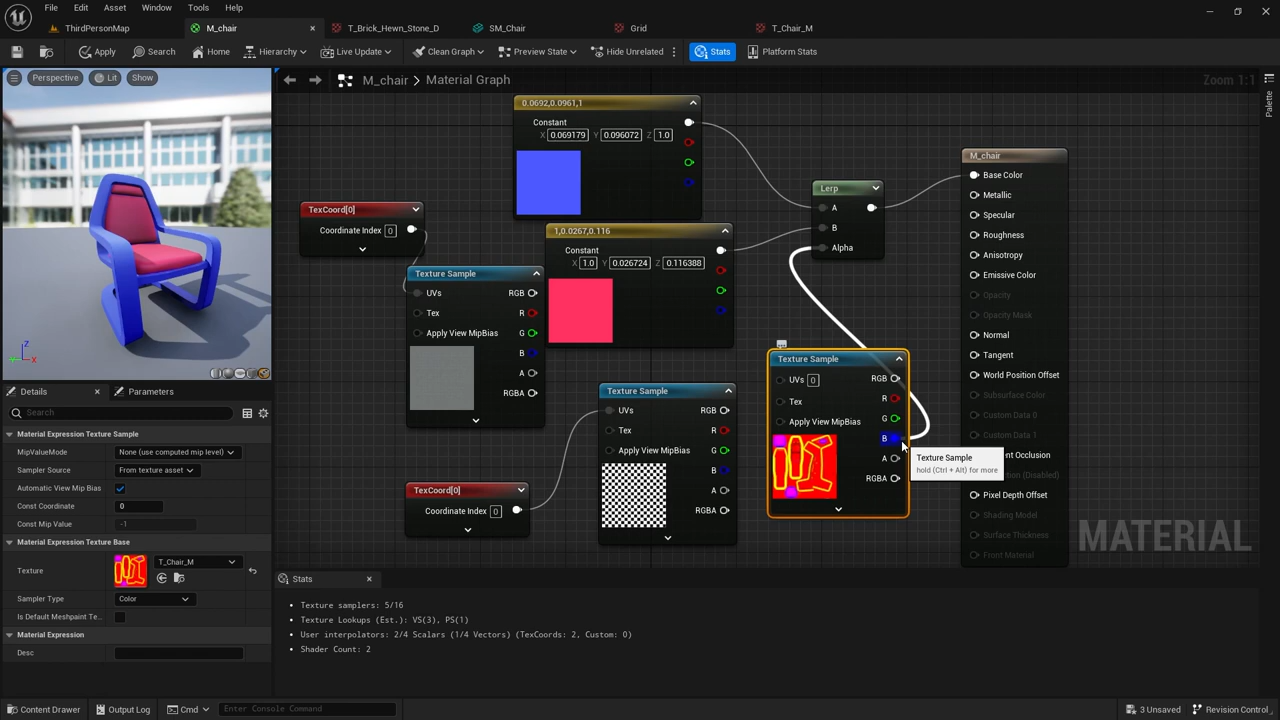 File Edit Asset Window Tools Help
ThirdPersonMap M_chair T_Brick_Hewn_Stone_D SM_Chair Grid T_Chair_M
Apply Search Home Hierarchy Live Update Clean Graph Preview State Hide Unrelated Stats Platform Stats
Perspective Lit Show
M_chair > Material Graph
Zoom 1:1
Palette
0.0692,0.0961,1
Constant
X 0.069179 Y 0.096072 Z 1.0
M_chair
Base Color
Metallic
Specular
Roughness
Anisotropy
Emissive Color
Opacity
Opacity Mask
Normal
Tangent
World Position Offset
Subsurface Color
Custom Data 0
Custom Data 1
nt Occlusion
tion (Disabled)
Pixel Depth Offset
Shading Model
Surface Thickness
Front Material
Lerp
A
B
Alpha
TexCoord[0]
Coordinate Index 0
1,0.0267,0.116
Constant
X 1.0 Y 0.026724 Z 0.116388
Texture Sample
UVs RGB
Tex R
Apply View MipBias G
B
A
RGBA
Texture Sample
UVs RGB
Tex R
Apply View MipBias G
B
A
RGBA
Texture Sample
UVs 0 RGB
Tex R
Apply View MipBias G
B
A
RGBA
Texture Sample
hold (Ctrl + Alt) for more
TexCoord[0]
Coordinate Index 0
MATERIAL
Z
X
Details Parameters
Search
Material Expression Texture Sample
MipValueMode None (use computed mip level)
Sampler Source From texture asset
Automatic View Mip Bias
Const Coordinate 0
Const Mip Value -1
Material Expression Texture Base
Texture T_Chair_M
Sampler Type Color
Is Default Meshpaint Te...
Material Expression
Desc
Stats
Texture samplers: 5/16
Texture Lookups (Est.): VS(3), PS(1)
User interpolators: 2/4 Scalars (1/4 Vectors) (TexCoords: 2, Custom: 0)
Shader Count: 2
Content Drawer Output Log Cmd Enter Console Command 3 Unsaved Revision Control